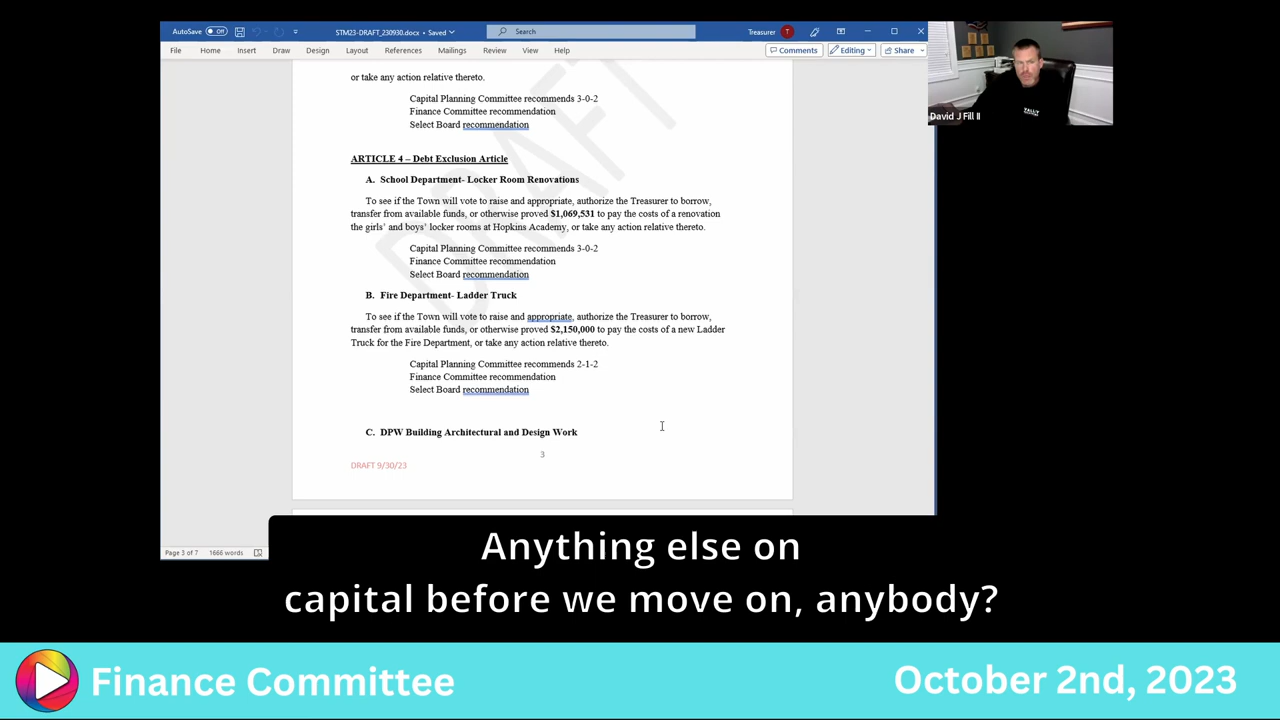 AutoSave Off STM23-DRAFT_230930.docx • Saved Search Treasurer T
File Home Insert Draw Design Layout References Mailings Review View Help Comments Editing Share
or take any action relative thereto.
Capital Planning Committee recommends 3-0-2
Finance Committee recommendation
Select Board recommendation
ARTICLE 4 – Debt Exclusion Article
A. School Department- Locker Room Renovations
To see if the Town will vote to raise and appropriate, authorize the Treasurer to borrow,
transfer from available funds, or otherwise proved $1,069,531 to pay the costs of a renovation
the girls' and boys' locker rooms at Hopkins Academy, or take any action relative thereto.
Capital Planning Committee recommends 3-0-2
Finance Committee recommendation
Select Board recommendation
B. Fire Department- Ladder Truck
To see if the Town will vote to raise and appropriate, authorize the Treasurer to borrow,
transfer from available funds, or otherwise proved $2,150,000 to pay the costs of a new Ladder
Truck for the Fire Department, or take any action relative thereto.
Capital Planning Committee recommends 2-1-2
Finance Committee recommendation
Select Board recommendation
C. DPW Building Architectural and Design Work
3
DRAFT 9/30/23
DRAFT
Page 3 of 7 1666 words
David J Fill II
Anything else on
capital before we move on, anybody?
Finance Committee
October 2nd, 2023